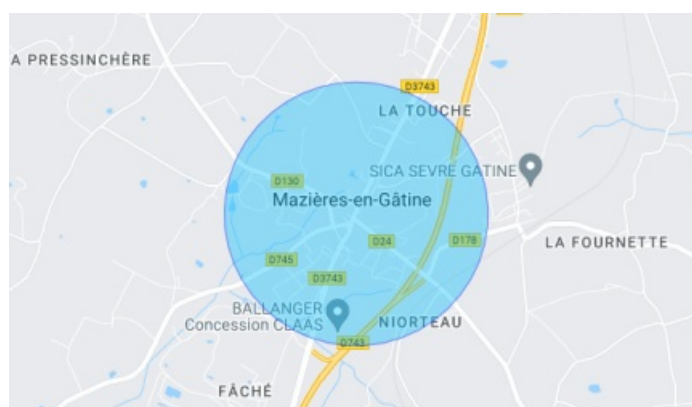 A PRESSINCHÈRE
D3743
LA TOUCHE
SICA SEVRE GATINE
D130
Mazières-en-Gâtine
D24
D178
LA FOURNETTE
D745
D3743
BALLANGER
Concession CLAAS
NIORTEAU
D743
FÂCHÉ